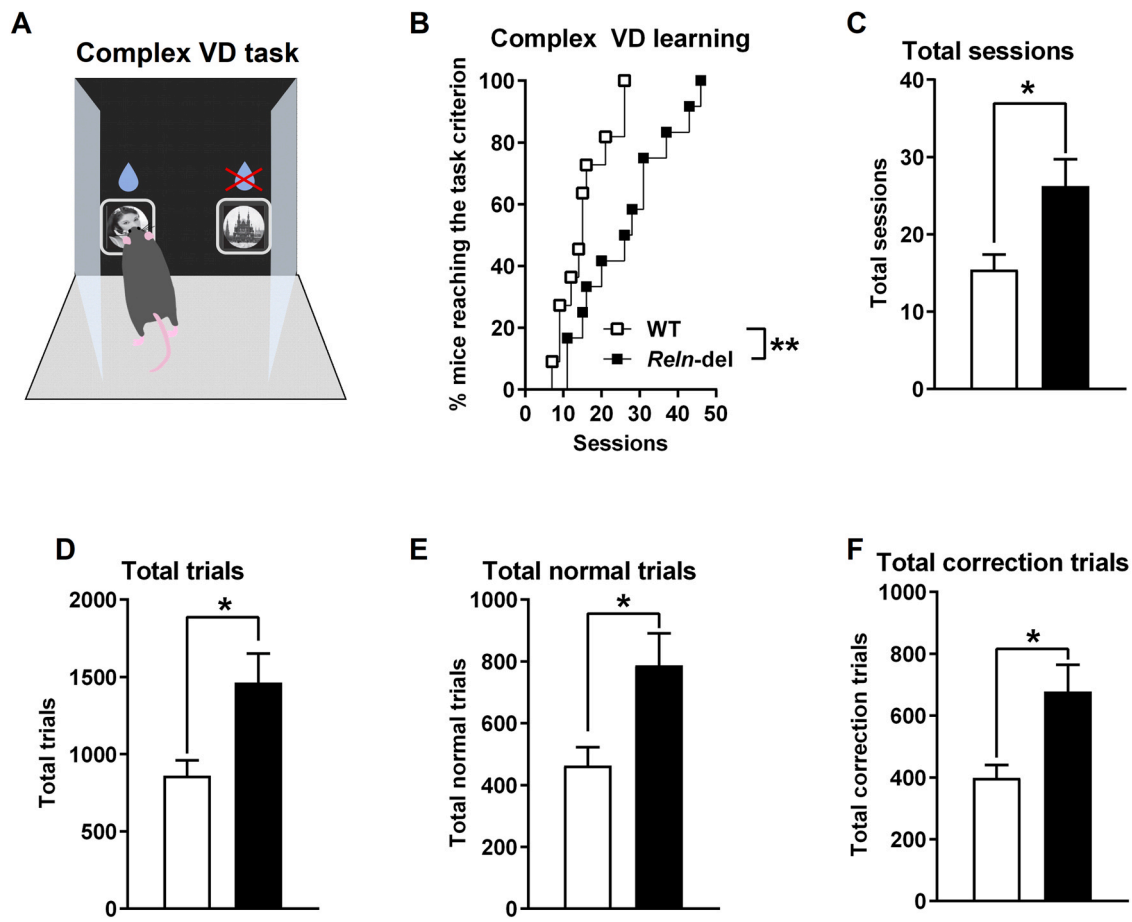 A
Complex VD task
B
Complex VD learning
% mice reaching the task criterion
100
80
60
40
20
0
0 10 20 30 40 50
Sessions
WT
Reln-del
**
C
Total sessions
Total sessions
40
30
20
10
0
*
D
Total trials
Total trials
2000
1500
1000
500
0
*
E
Total normal trials
Total normal trials
1000
800
600
400
200
0
*
F
Total correction trials
Total correction trials
1000
800
600
400
200
0
*